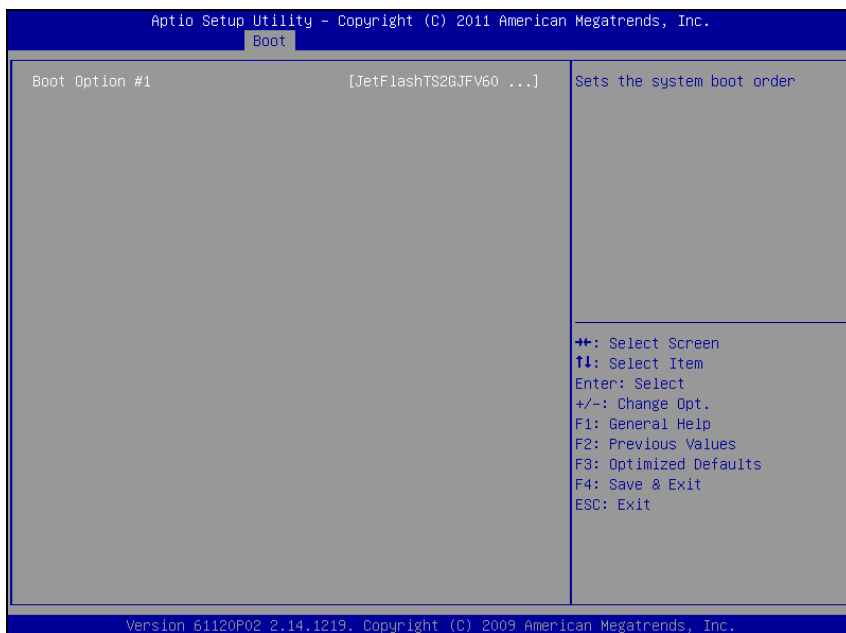 Aptio Setup Utility – Copyright (C) 2011 American Megatrends, Inc.
Boot
Boot Option #1 [JetFlashTS2GJFV60 ...]
Sets the system boot order
→←: Select Screen
↑↓: Select Item
Enter: Select
+/-: Change Opt.
F1: General Help
F2: Previous Values
F3: Optimized Defaults
F4: Save & Exit
ESC: Exit
Version 61120P02 2.14.1219. Copyright (C) 2009 American Megatrends, Inc.